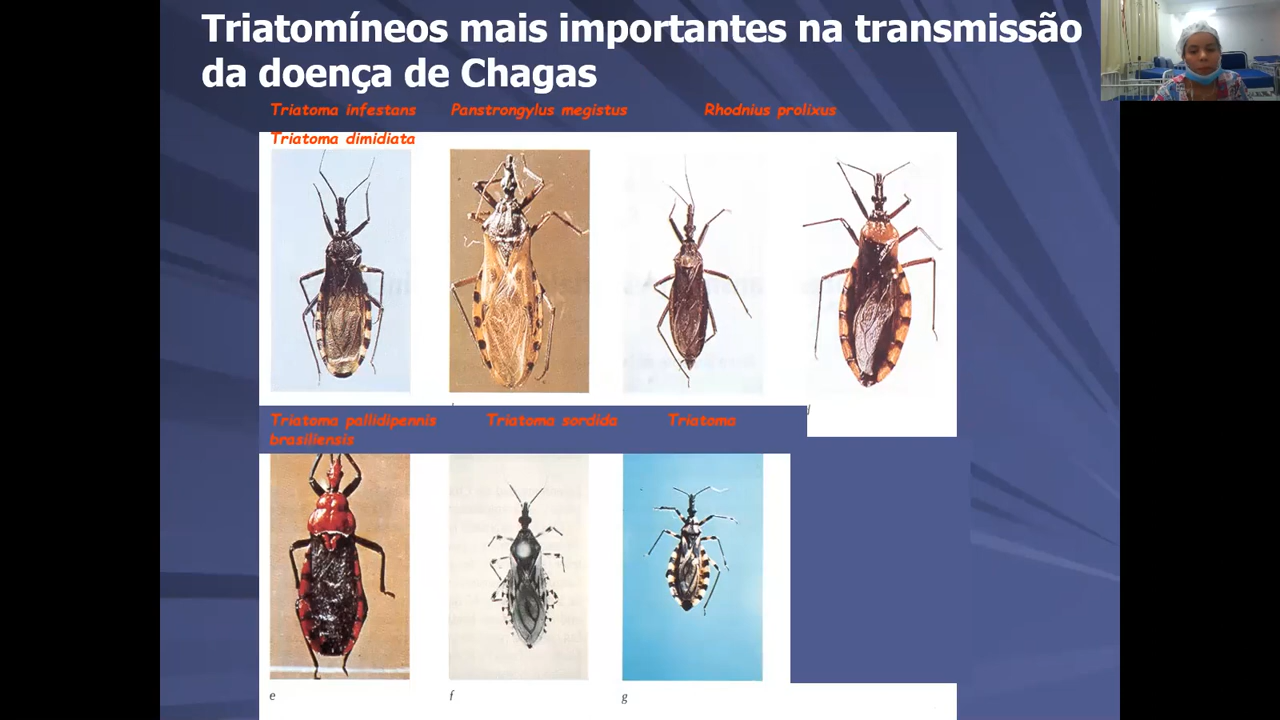 Triatomíneos mais importantes na transmissão
da doença de Chagas
Triatoma infestans Panstrongylus megistus Rhodnius prolixus
Triatoma dimidiata
d
Triatoma pallidipennis Triatoma sordida Triatoma
brasiliensis
e f g